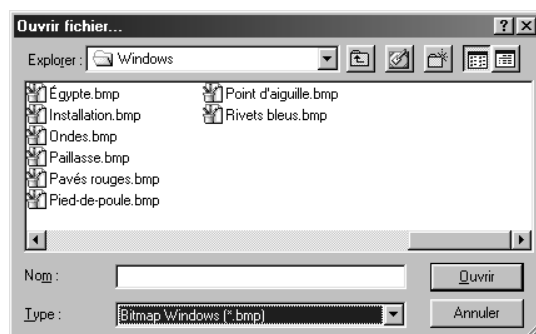 Ouvrir fichier...
Explorer : Windows
Égypte.bmp
Installation.bmp
Ondes.bmp
Paillasse.bmp
Pavés rouges.bmp
Pied-de-poule.bmp
Point d'aiguille.bmp
Rivets bleus.bmp
Nom :
Ouvrir
Type : Bitmap Windows (*.bmp)
Annuler